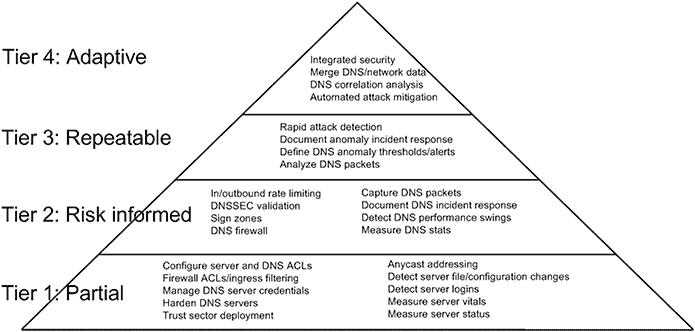 Tier 4: Adaptive
Integrated security
Merge DNS/network data
DNS correlation analysis
Automated attack mitigation
Tier 3: Repeatable
Rapid attack detection
Document anomaly incident response
Define DNS anomaly thresholds/alerts
Analyze DNS packets
Tier 2: Risk informed
In/outbound rate limiting
DNSSEC validation
Sign zones
DNS firewall
Capture DNS packets
Document DNS incident response
Detect DNS performance swings
Measure DNS stats
Tier 1: Partial
Configure server and DNS ACLs
Firewall ACLs/ingress filtering
Manage DNS server credentials
Harden DNS servers
Trust sector deployment
Anycast addressing
Detect server file/configuration changes
Detect server logins
Measure server vitals
Measure server status